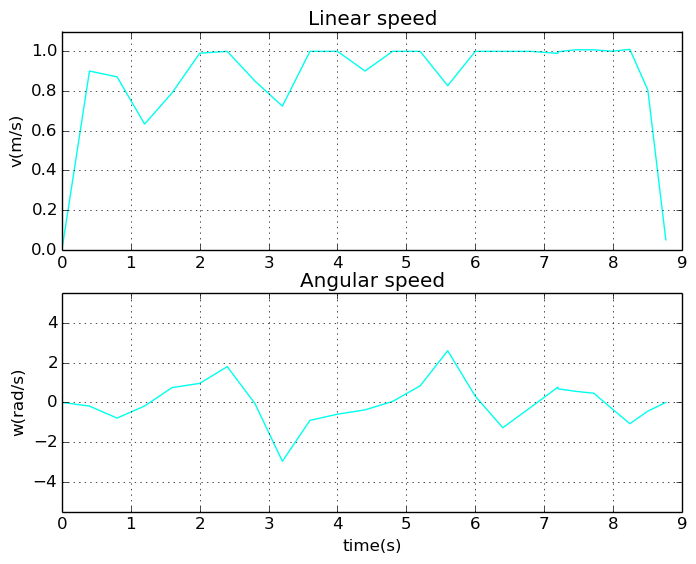 Linear speed
v(m/s)
1.0
0.8
0.6
0.4
0.2
0.0
0 1 2 3 4 5 6 7 8 9
Angular speed
w(rad/s)
4
2
0
−2
−4
0 1 2 3 4 5 6 7 8 9
time(s)